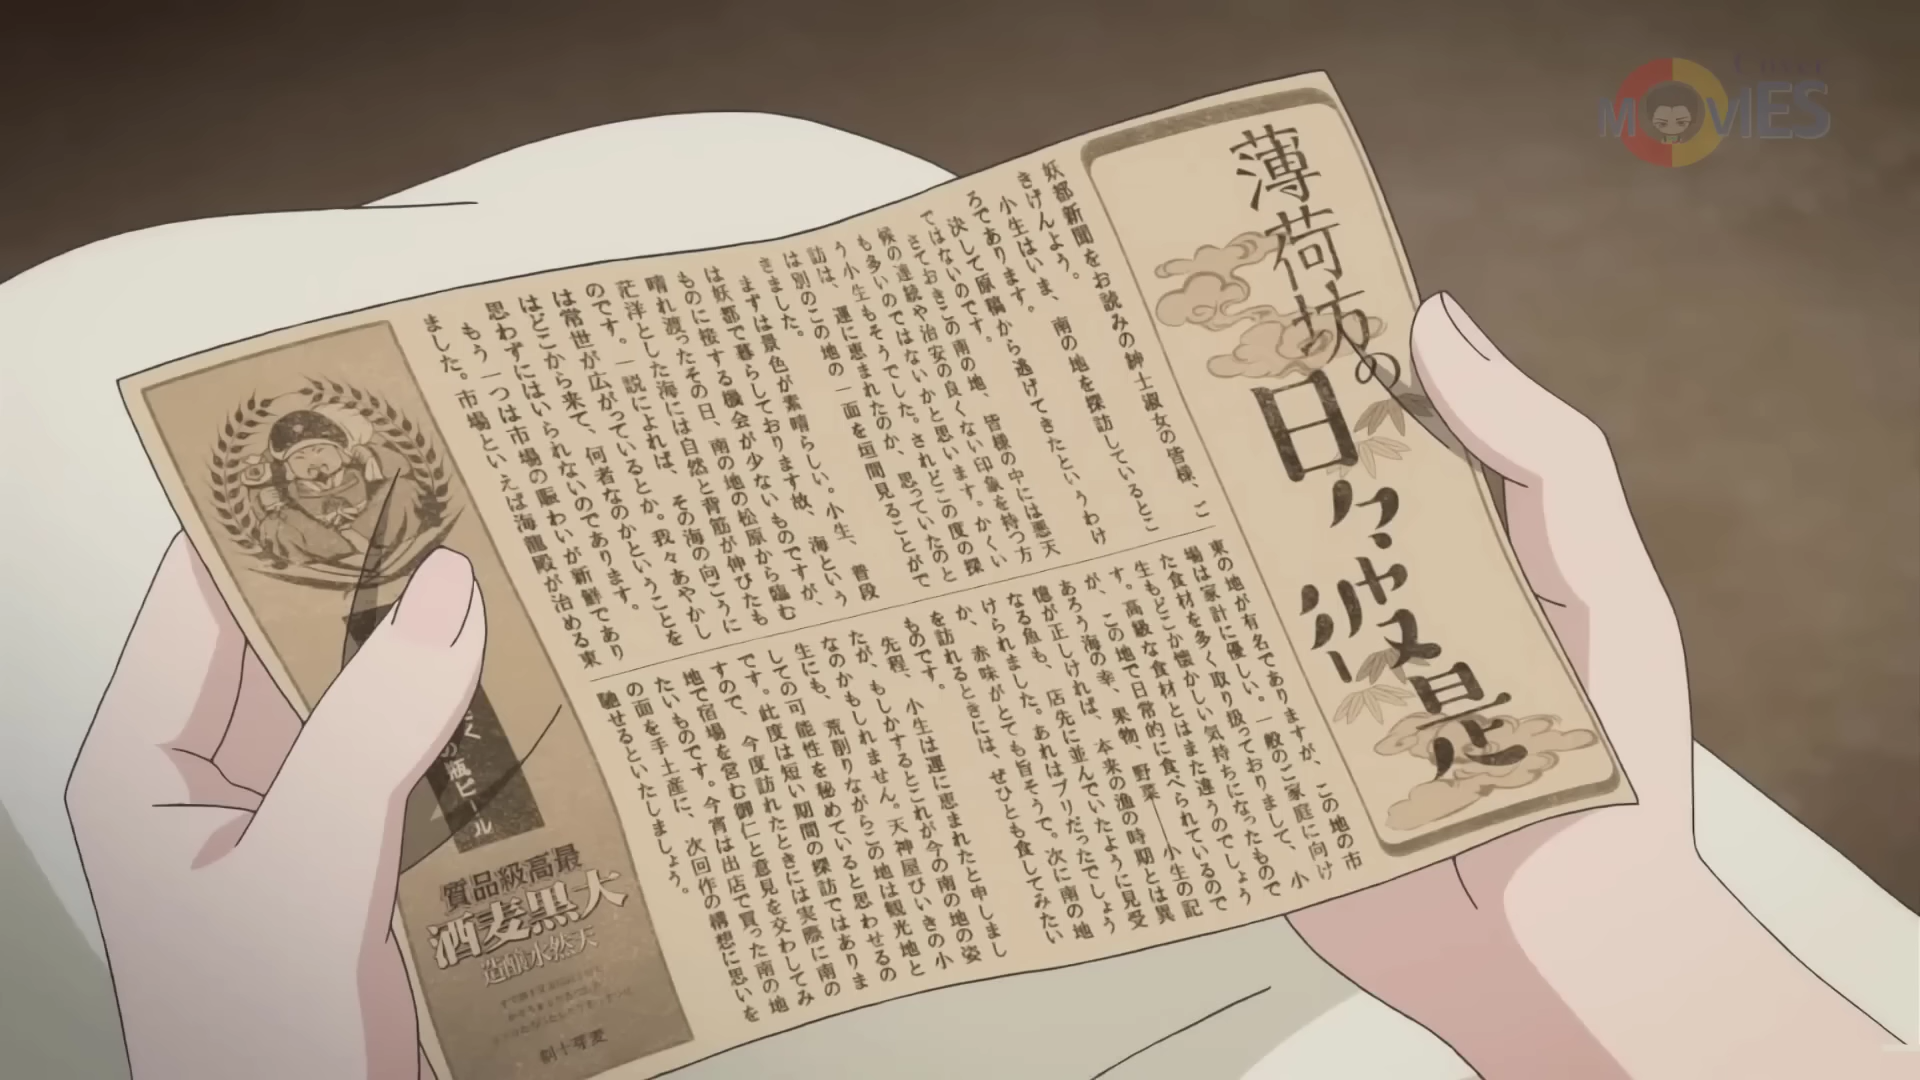 薄荷坊の日々彼是
妖都新聞をお読みの紳士淑女の皆様、ご
きげんよう。
小生はいま、南の地を探訪しているとこ
ろであります。
決して原稿から逃げてきたというわけ
ではないのです。
さておきこの南の地、皆様の中には悪天
候の連続や治安の良くない印象を持つ方
も多いのではないかと思います。かくい
う小生もそうでした。されどこの度の探
訪は、運に恵まれたのか、思っていたのと
は別のこの地の一面を垣間見ることがで
きました。
まずは景色が素晴らしい。小生、普段
は妖都で暮らしております故、海という
ものに接する機会が少ないものですが、
晴れ渡ったその日、南の地の松原から臨む
茫洋とした海には自然と背筋が伸びたも
のです。一説によれば、その海の向こうに
は常世が広がっているとか。我々あやかし
はどこから来て、何者なのかということを
思わずにはいられないのであります。
もう一つは市場の賑わいが新鮮であり
ました。市場といえば海龍殿が治める東
東の地が有名でありますが、この地の市
場は家計に優しい。一般のご家庭に向け
た食材を多く取り扱っておりまして、小
生もどこか懐かしい気持ちになったもので
す。高級な食材とはまた違うのでしょう
が、この地で日常的に食べられているので
あろう海の幸、果物、野菜――小生の記
憶が正しければ、本来の漁の時期とは異
なる魚も、店先に並んでいたように見受
けられました。あれはブリだったでしょう
か、赤味がとても旨そうで。次に南の地
を訪れるときには、ぜひとも食してみたい
ものです。
先程、小生は運に恵まれたと申しまし
たが、もしかするとこれが今の南の地の姿
なのかもしれません。天神屋びいきの小
生にも、荒削りながらこの地は観光地と
しての可能性を秘めていると思わせるの
です。此度は短い期間の探訪ではありま
すので、今度訪れたときには実際に南の
地で宿場を営む御仁と意見を交わしてみ
たいものです。今宵は出店で買った南の地
の面を手土産に、次回作の構想に思いを
馳せるといたしましょう。
の瓶ビール
質品級高最
酒麦黒大
造醸水然天
MOVIES